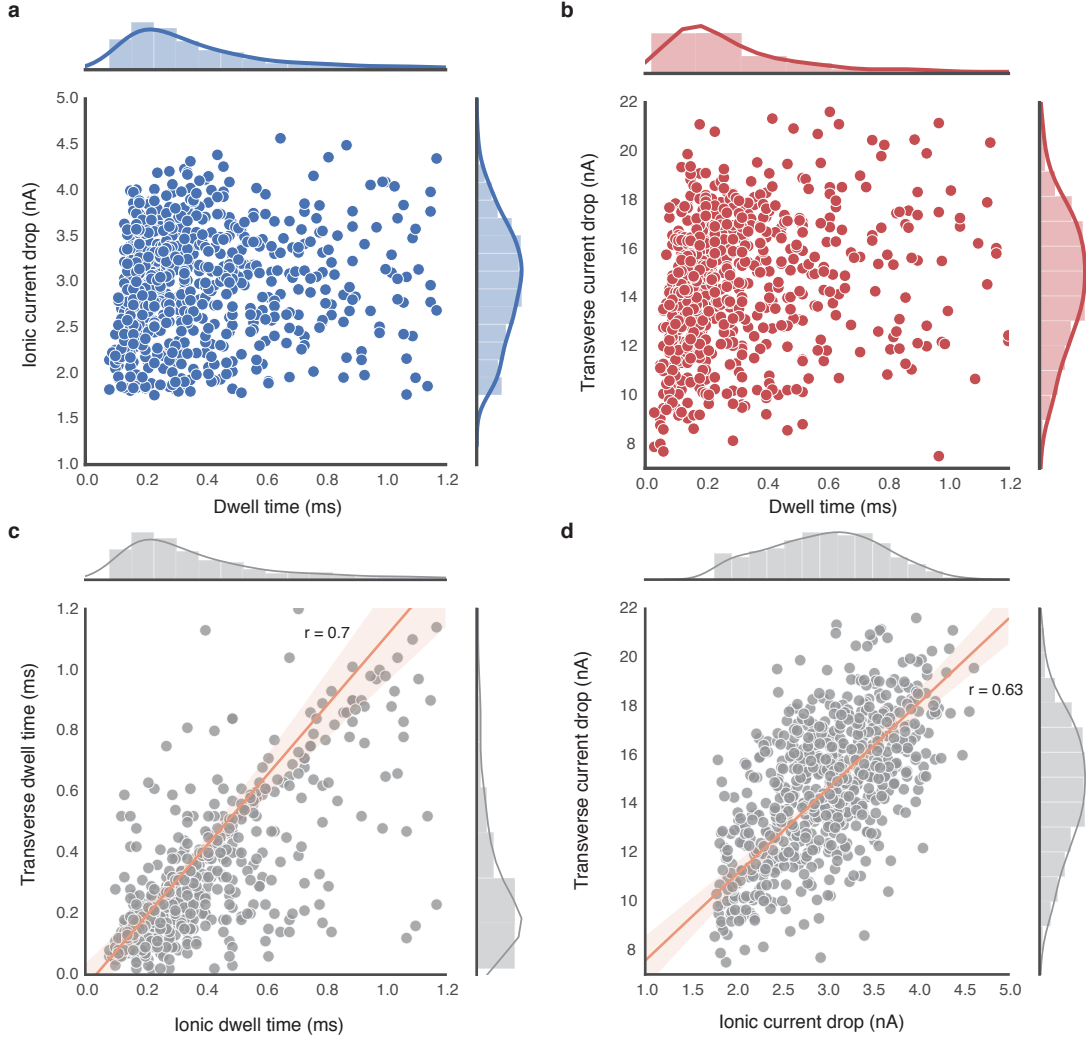 a
5.0
4.5
4.0
3.5
3.0
2.5
2.0
1.5
1.0
Ionic current drop (nA)
0.0 0.2 0.4 0.6 0.8 1.0 1.2
Dwell time (ms)
b
22
20
18
16
14
12
10
8
Transverse current drop (nA)
0.0 0.2 0.4 0.6 0.8 1.0 1.2
Dwell time (ms)
c
1.2
1.0
0.8
0.6
0.4
0.2
0.0
Transverse dwell time (ms)
r = 0.7
0.0 0.2 0.4 0.6 0.8 1.0 1.2
Ionic dwell time (ms)
d
22
20
18
16
14
12
10
8
Transverse current drop (nA)
r = 0.63
1.0 1.5 2.0 2.5 3.0 3.5 4.0 4.5 5.0
Ionic current drop (nA)